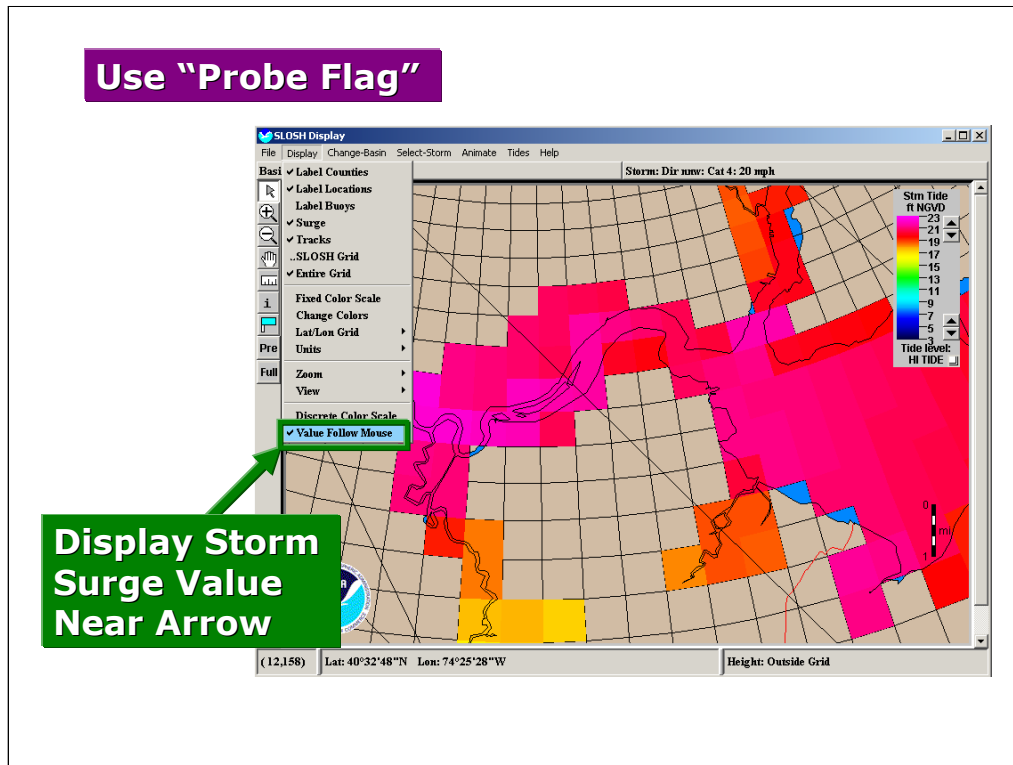 Use “Probe Flag”
SLOSH Display
File Display Change-Basin Select-Storm Animate Tides Help
Basi
Storm: Dir nnw: Cat 4: 20 mph
✓ Label Counties
✓ Label Locations
Label Buoys
✓ Surge
✓ Tracks
..SLOSH Grid
✓ Entire Grid
Fixed Color Scale
Change Colors
Lat/Lon Grid
Units
Zoom
View
Discrete Color Scale
✓ Value Follow Mouse
i
Pre
Full
Stm Tide
ft NGVD
23
21
19
17
15
13
11
9
7
5
3
Tide level:
HI TIDE
0
mi
1
Display Storm
Surge Value
Near Arrow
(12,158) Lat: 40°32'48"N Lon: 74°25'28"W Height: Outside Grid